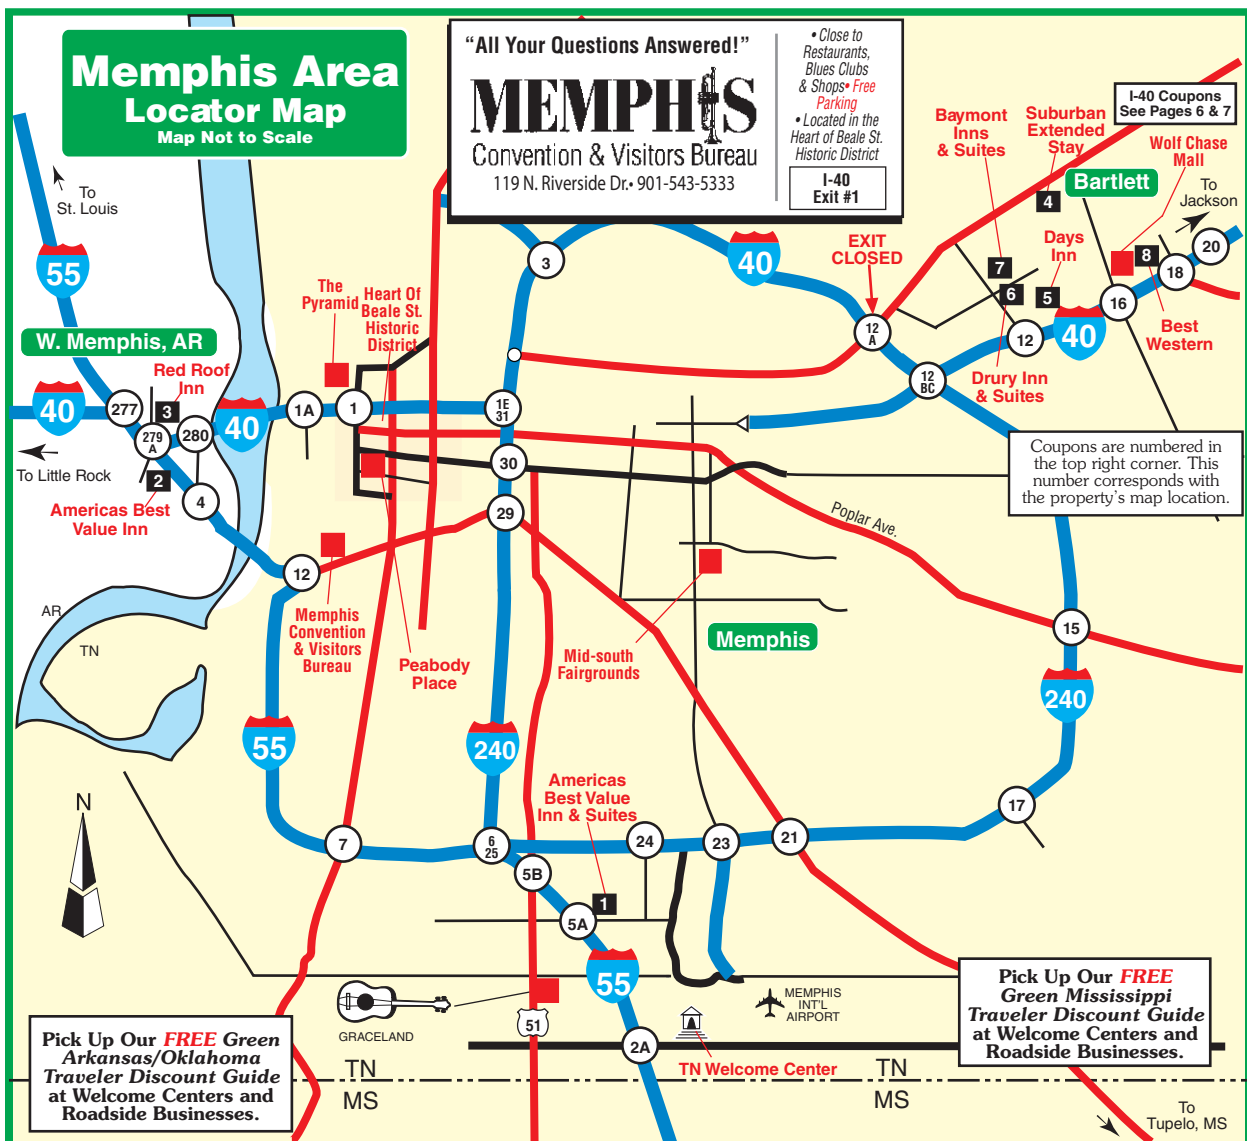 Memphis Area
Locator Map
Map Not to Scale
“All Your Questions Answered!”
MEMPHIS
Convention & Visitors Bureau
119 N. Riverside Dr.• 901-543-5333
• Close to
Restaurants,
Blues Clubs
& Shops• Free
Parking
• Located in the
Heart of Beale St.
Historic District
I-40
Exit #1
I-40 Coupons
See Pages 6 & 7
Baymont
Inns
& Suites
Suburban
Extended
Stay
Wolf Chase
Mall
Bartlett
To
Jackson
To
St. Louis
4
20
EXIT
CLOSED
Days
Inn
55
3
40
7
8
18
6
5
16
The
Pyramid
Heart Of
Beale St.
Historic
District
12
A
12
40
Best
Western
W. Memphis, AR
Red Roof
Inn
12
BC
Drury Inn
& Suites
40
277
3
279
A
280
40
1A
1
1E
31
To Little Rock
2
Americas Best
Value Inn
4
30
29
Coupons are numbered in
the top right corner. This
number corresponds with
the property's map location.
Poplar Ave.
12
AR
TN
Memphis
Convention
& Visitors
Bureau
Peabody
Place
Mid-south
Fairgrounds
Memphis
15
240
55
240
Americas
Best Value
Inn & Suites
N
17
7
6
25
24
23
21
5B
1
5A
55
GRACELAND
51
MEMPHIS
INT'L
AIRPORT
2A
TN Welcome Center
TN
MS
TN
MS
Pick Up Our FREE Green
Arkansas/Oklahoma
Traveler Discount Guide
at Welcome Centers and
Roadside Businesses.
Pick Up Our FREE
Green Mississippi
Traveler Discount Guide
at Welcome Centers and
Roadside Businesses.
To
Tupelo, MS